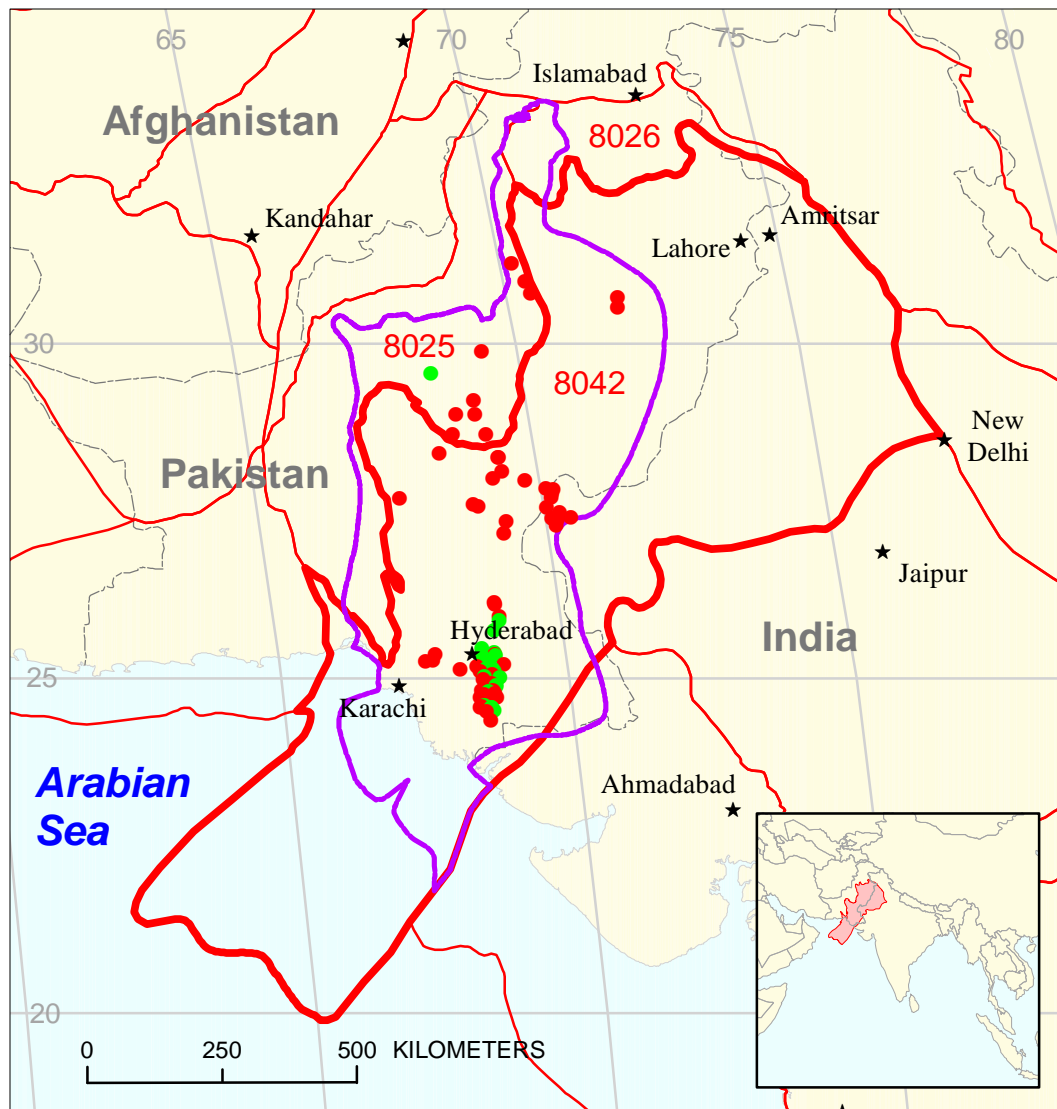 65
70
75
80
Islamabad
Afghanistan
8026
Kandahar
Amritsar
Lahore
30
8025
8042
New
Delhi
Pakistan
Jaipur
Hyderabad
India
25
Karachi
Arabian
Sea
Ahmadabad
20
0 250 500 KILOMETERS